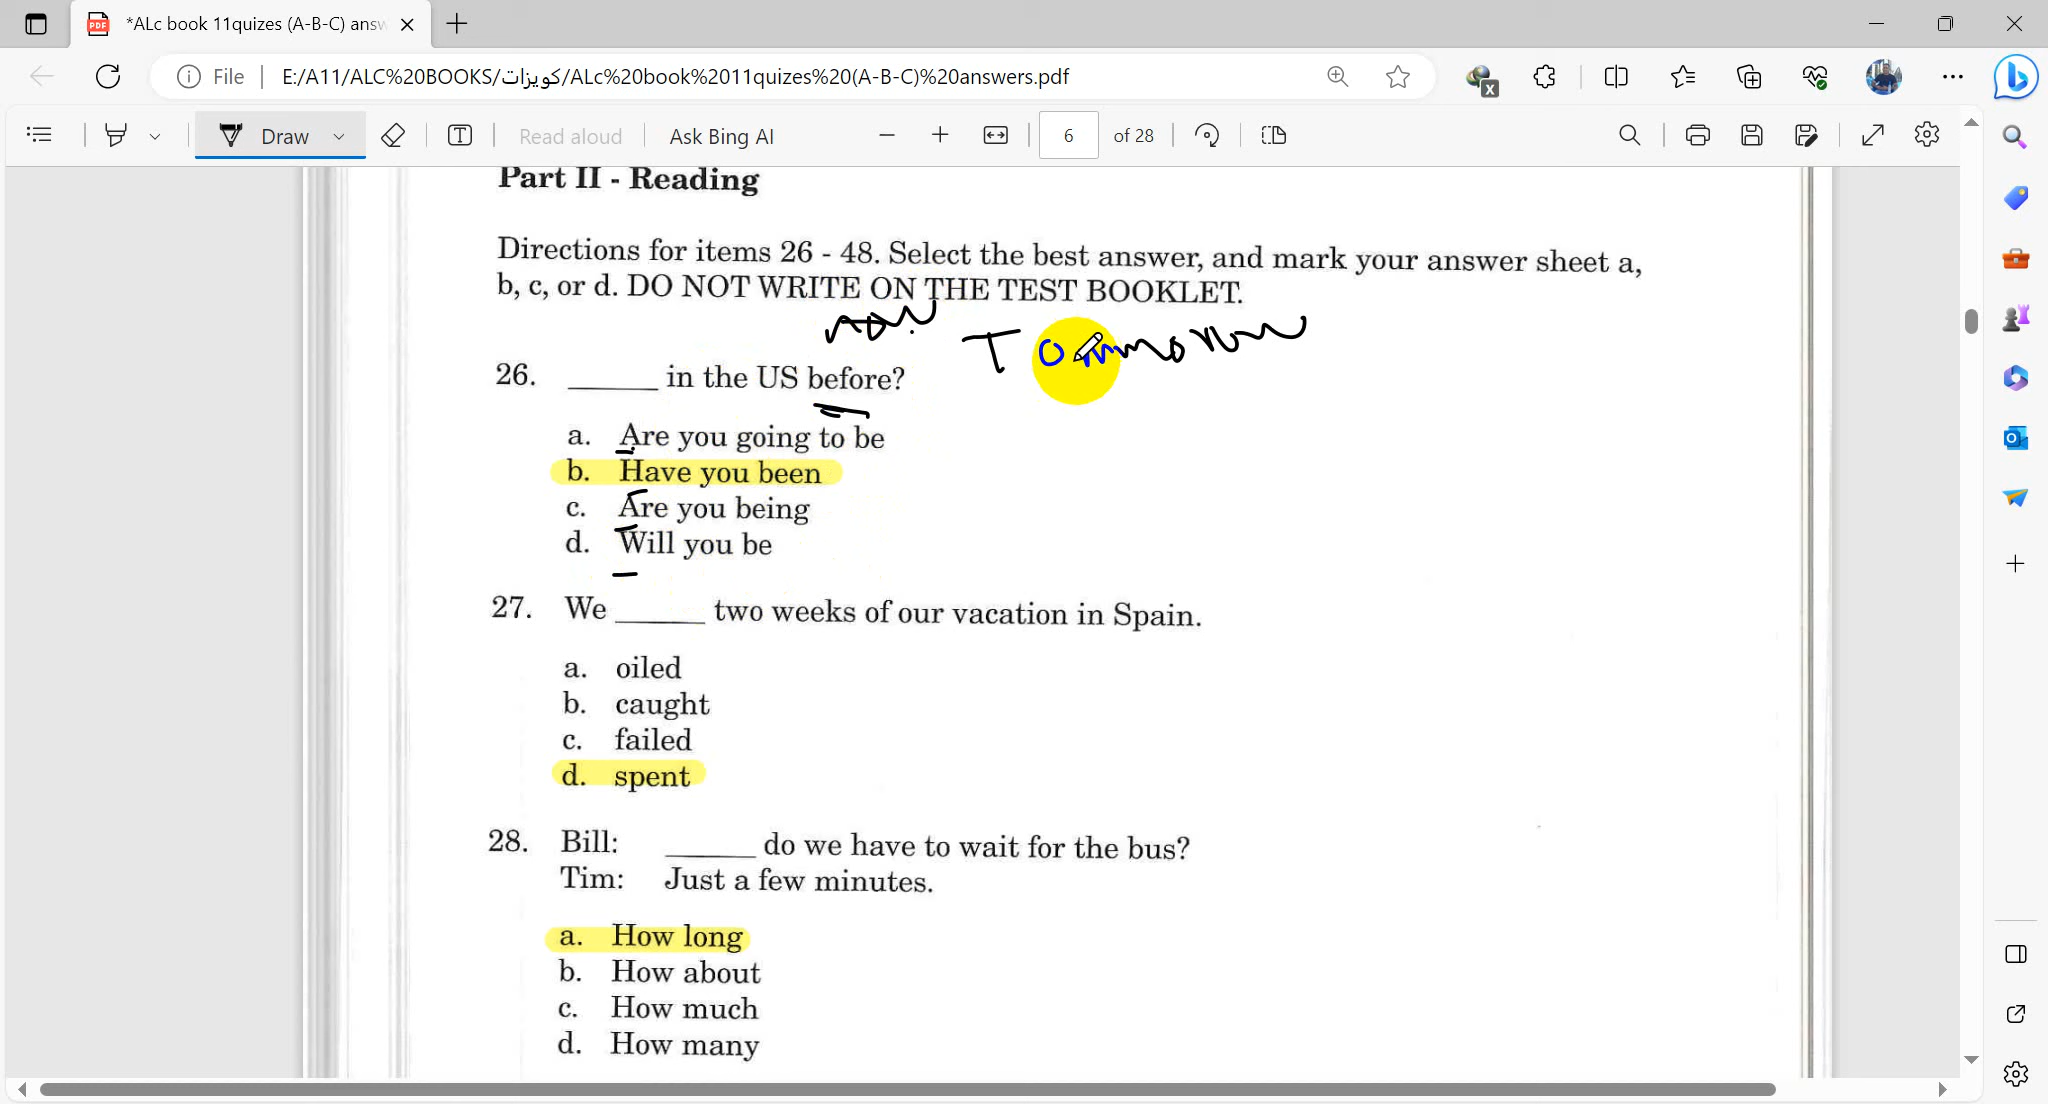 *ALc book 11quizes (A-B-C) answ
File
E:/A11/ALC%20BOOKS/كويزات/ALc%20book%2011quizes%20(A-B-C)%20answers.pdf
Draw
Read aloud
Ask Bing AI
6 of 28
Part II - Reading
Directions for items 26 - 48. Select the best answer, and mark your answer sheet a,
b, c, or d. DO NOT WRITE ON THE TEST BOOKLET.
now Tommorow
26. ______ in the US before?
a. Are you going to be
b. Have you been
c. Are you being
d. Will you be
27. We ______ two weeks of our vacation in Spain.
a. oiled
b. caught
c. failed
d. spent
28. Bill: ______ do we have to wait for the bus?
Tim: Just a few minutes.
a. How long
b. How about
c. How much
d. How many